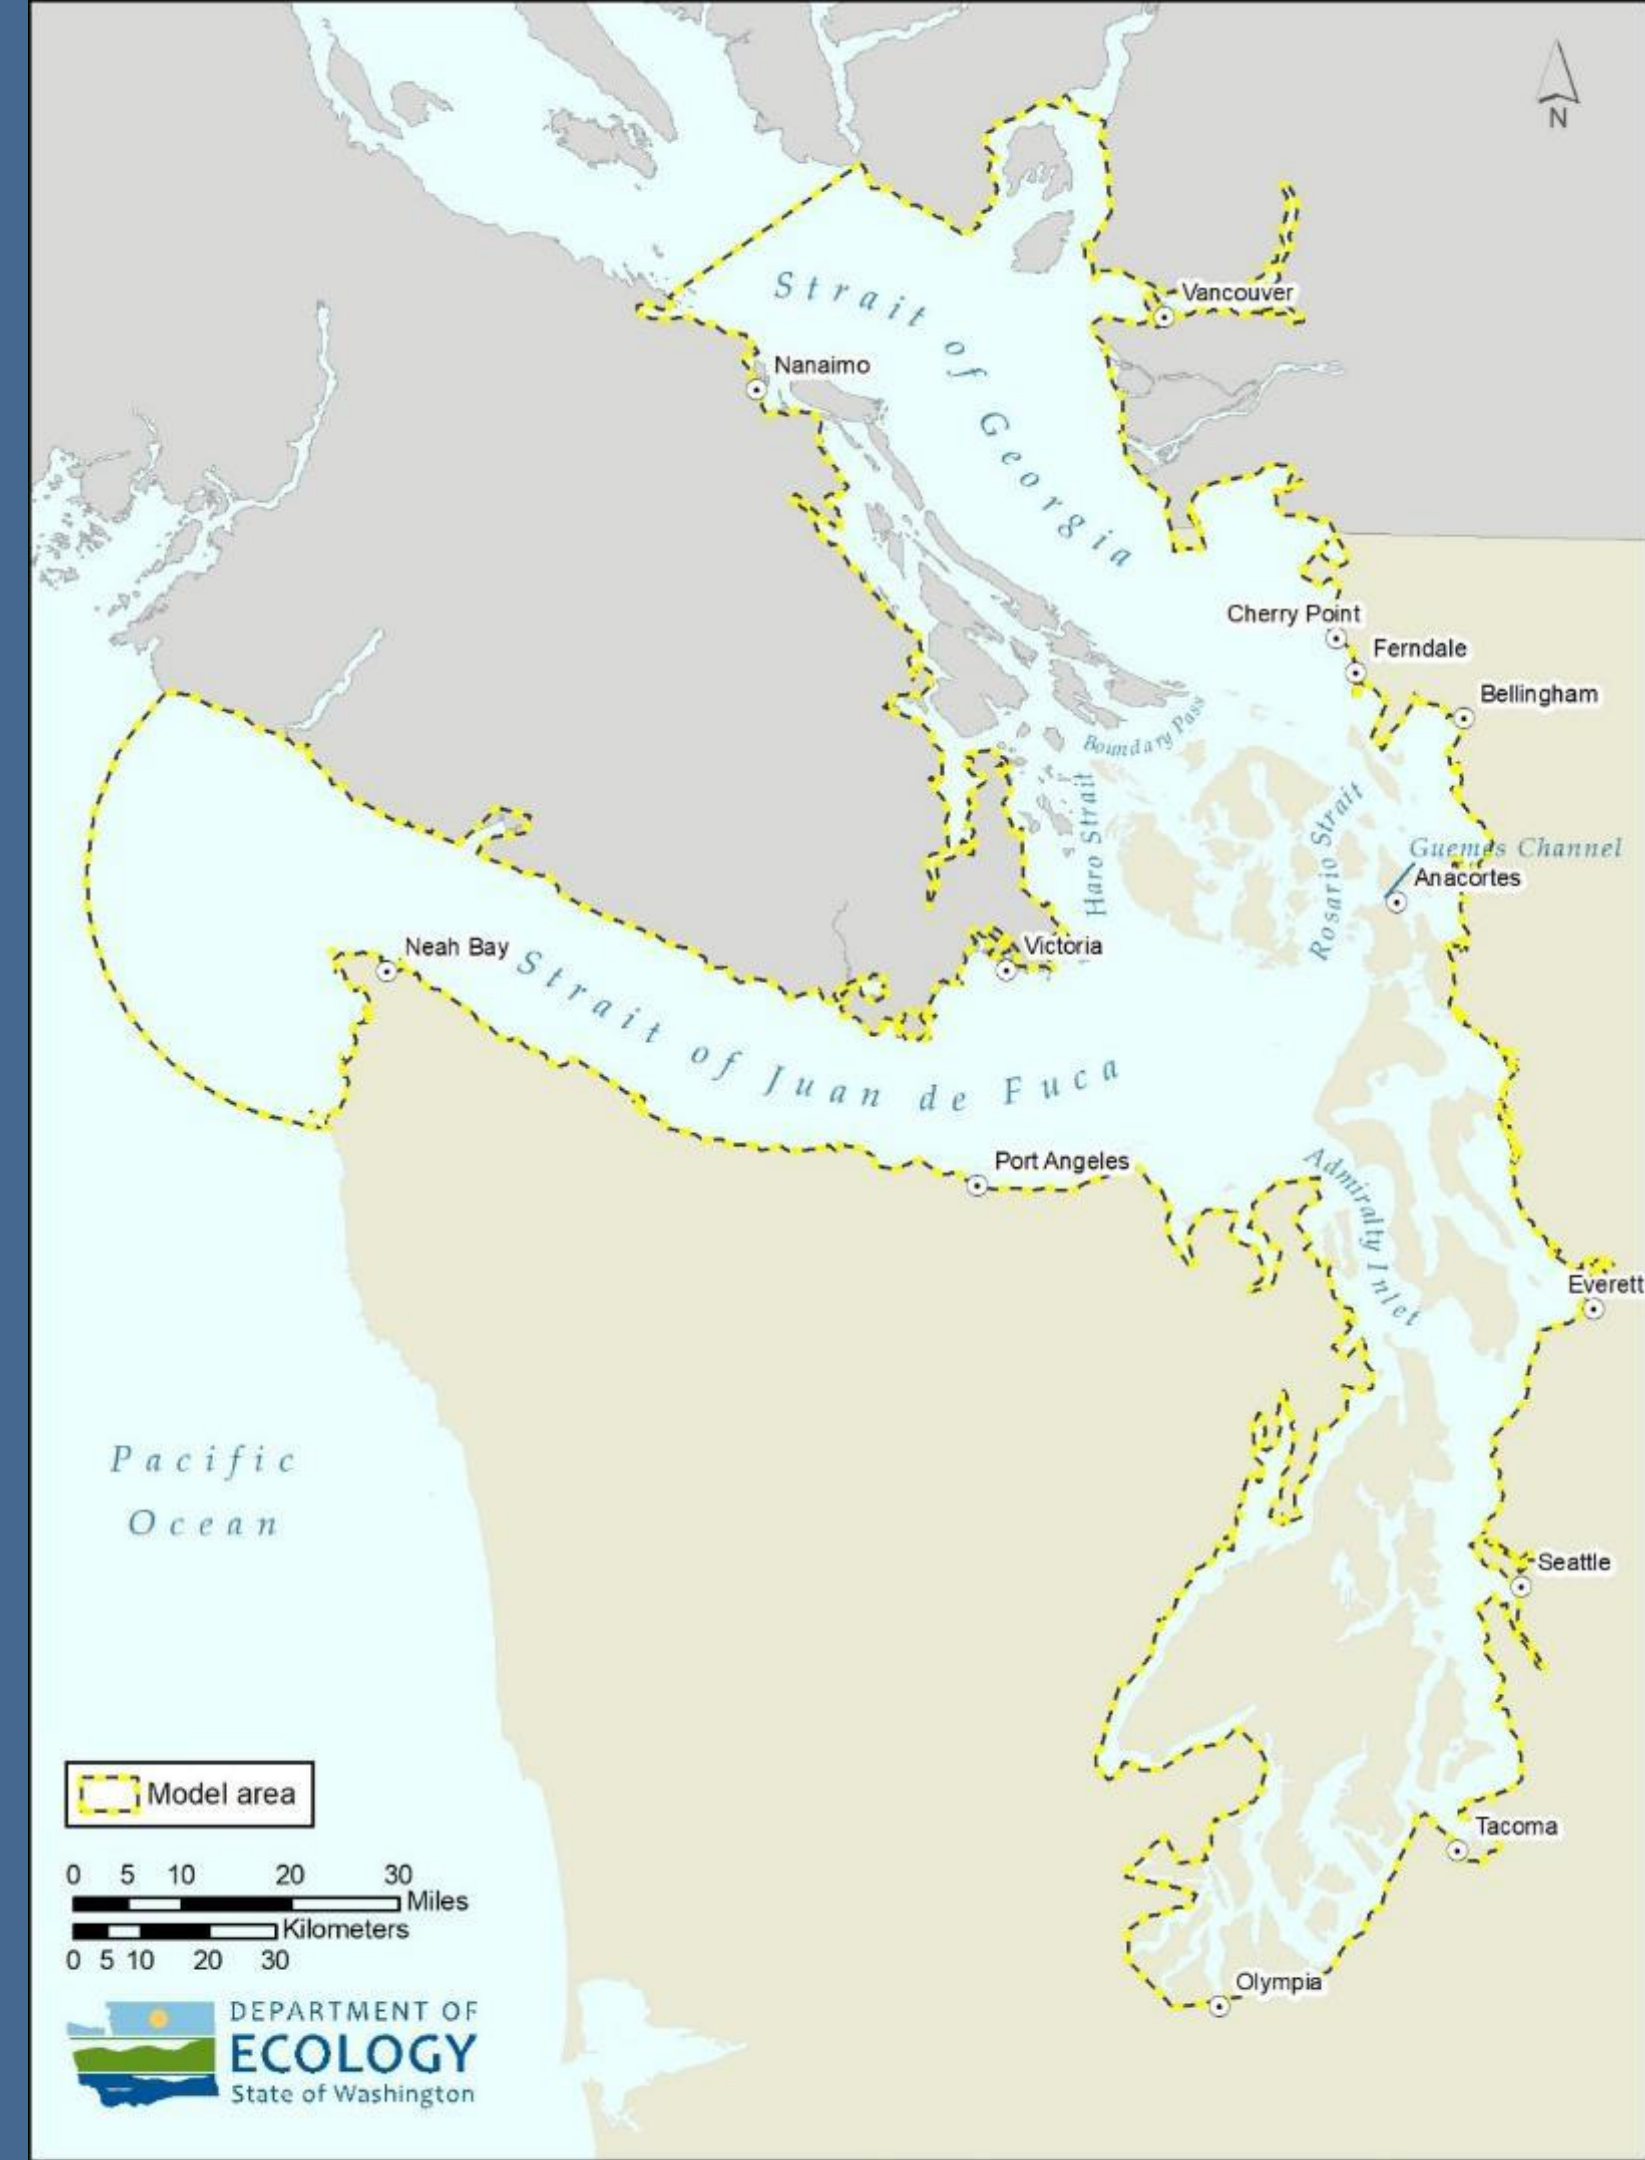 N
Strait of Georgia
Vancouver
Nanaimo
Cherry Point
Ferndale
Bellingham
Boundary Pass
Haro Strait
Rosario Strait
Guemes Channel
Anacortes
Neah Bay
Victoria
Strait of Juan de Fuca
Port Angeles
Admiralty Inlet
Everett
Pacific
Ocean
Seattle
Model area
Tacoma
0 5 10 20 30
Miles
Kilometers
0 5 10 20 30
Olympia
DEPARTMENT OF
ECOLOGY
State of Washington